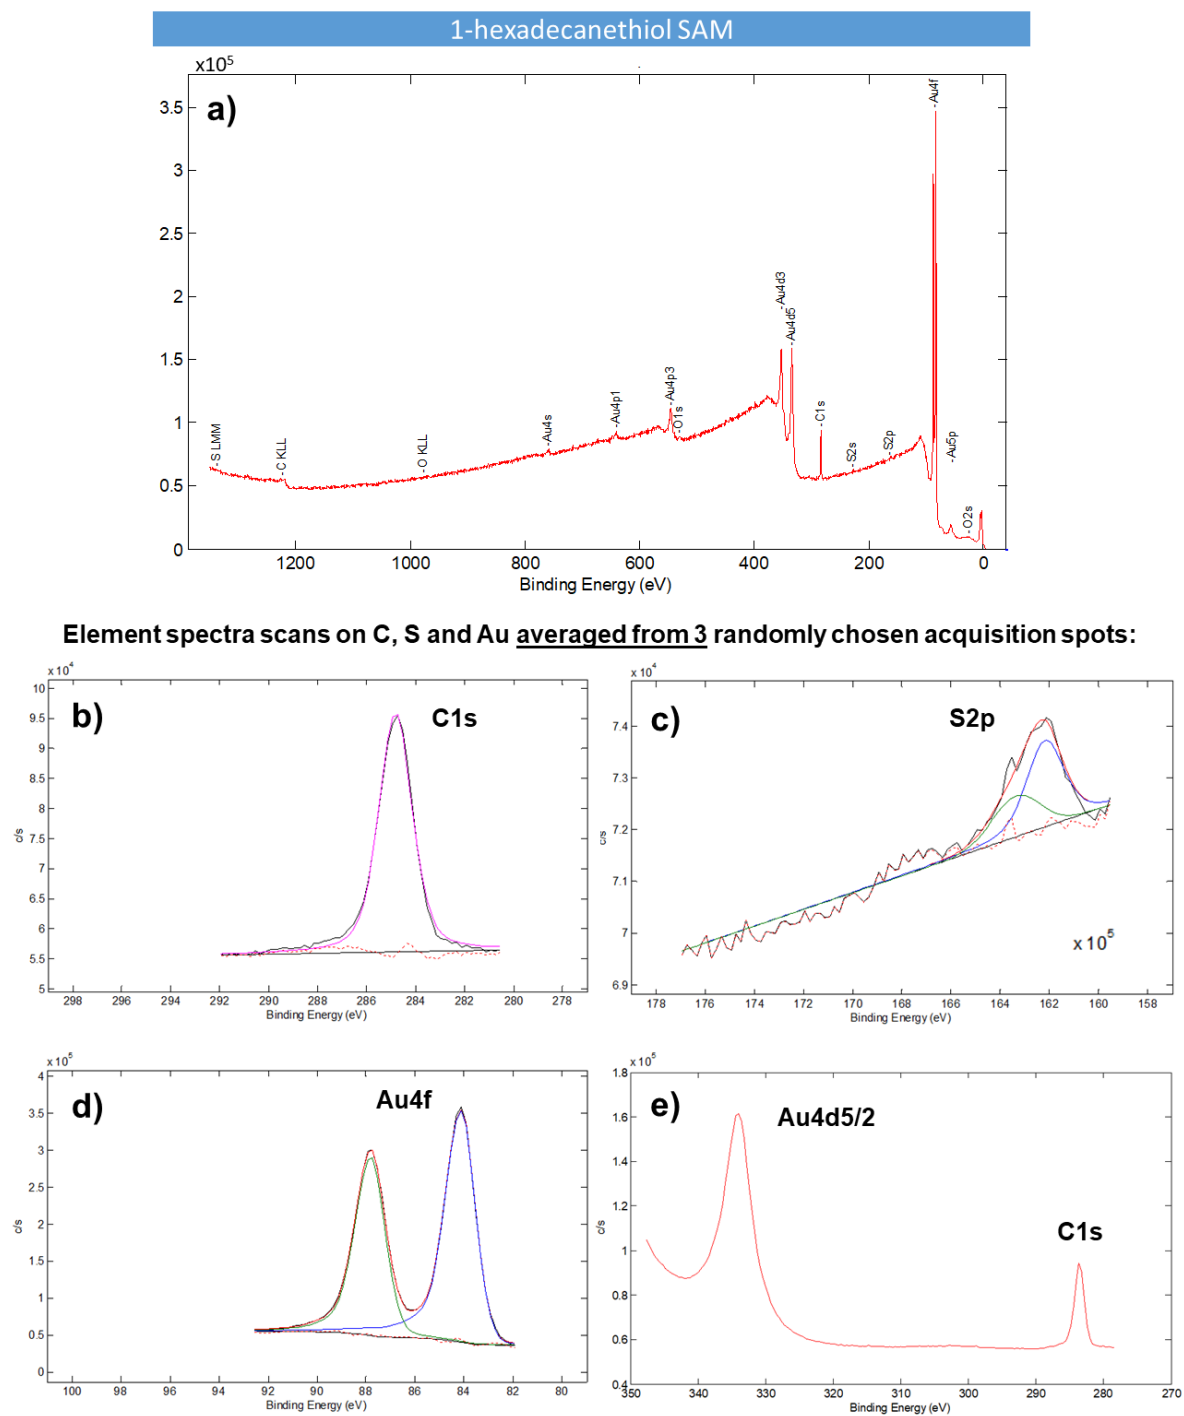 1-hexadecanethiol SAM
x10⁵
a)
3.5
3
2.5
2
1.5
1
0.5
0
S LMM
C KLL
O KLL
Au4s
Au4p1
Au4p3
O1s
Au4d3
Au4d5
C1s
S2s
S2p
Au4f
Au5p
O2s
1200 1000 800 600 400 200 0
Binding Energy (eV)
Element spectra scans on C, S and Au averaged from 3 randomly chosen acquisition spots:
x 10⁴
b)
C1s
10
9.5
9
8.5
8
7.5
7
6.5
6
5.5
5
c/s
298 296 294 292 290 288 286 284 282 280 278
Binding Energy (eV)
x 10⁴
c)
S2p
7.4
7.3
7.2
7.1
7
6.9
c/s
x 10⁵
178 176 174 172 170 168 166 164 162 160 158
Binding Energy (eV)
x 10⁵
d)
Au4f
4
3.5
3
2.5
2
1.5
1
0.5
0
c/s
100 98 96 94 92 90 88 86 84 82 80
Binding Energy (eV)
x 10⁵
e)
Au4d5/2
C1s
1.8
1.6
1.4
1.2
1
0.8
0.6
0.4
c/s
350 340 330 320 310 300 290 280 270
Binding Energy (eV)